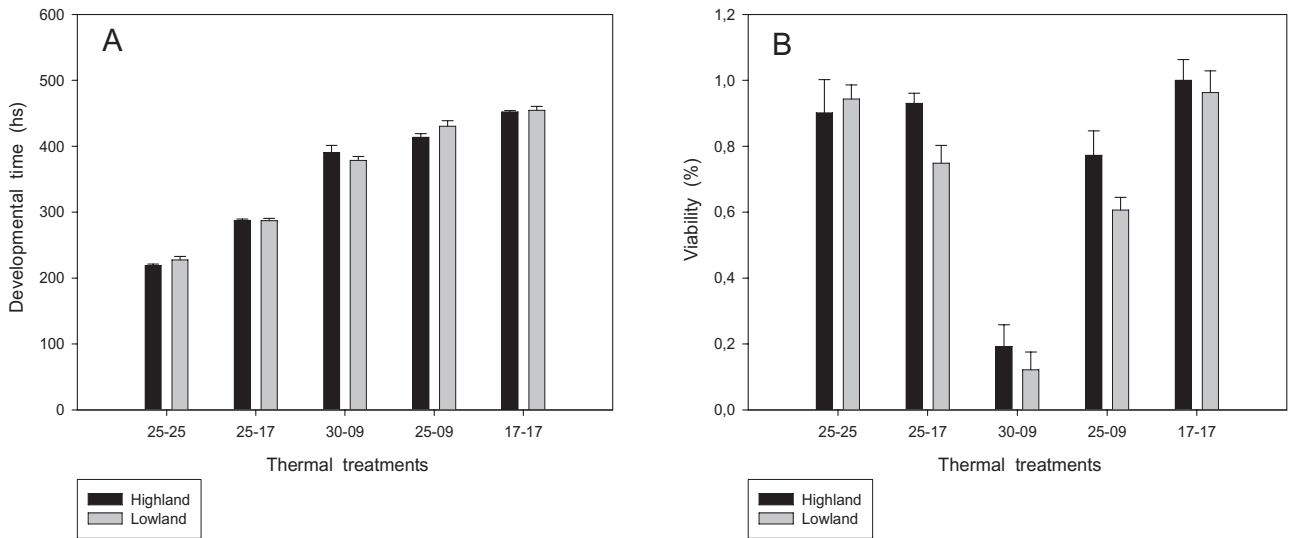 A
Developmental time (hs)
600
500
400
300
200
100
0
25-25 25-17 30-09 25-09 17-17
Thermal treatments
Highland
Lowland
B
Viability (%)
1,2
1,0
0,8
0,6
0,4
0,2
0,0
25-25 25-17 30-09 25-09 17-17
Thermal treatments
Highland
Lowland